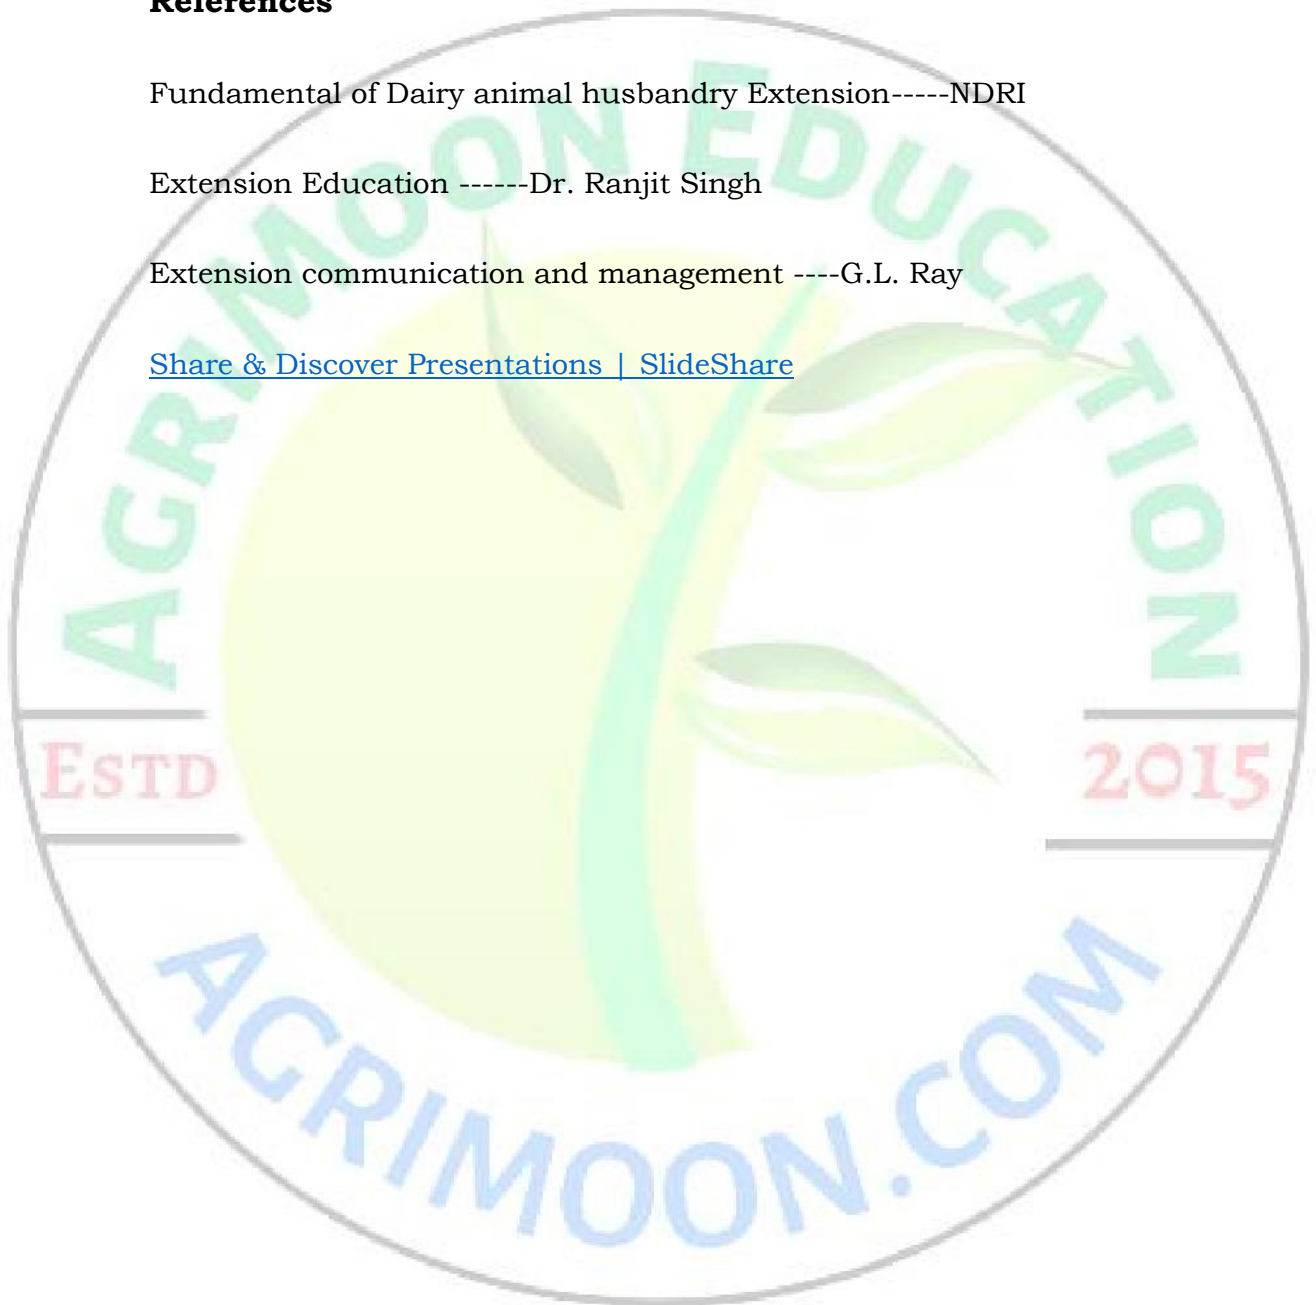 References
Fundamental of Dairy animal husbandry Extension-----NDRI
Extension Education ------Dr. Ranjit Singh
Extension communication and management ----G.L. Ray
Share & Discover Presentations | SlideShare
AGRIMOON EDUCATION
ESTD 2015
AGRIMOON.COM